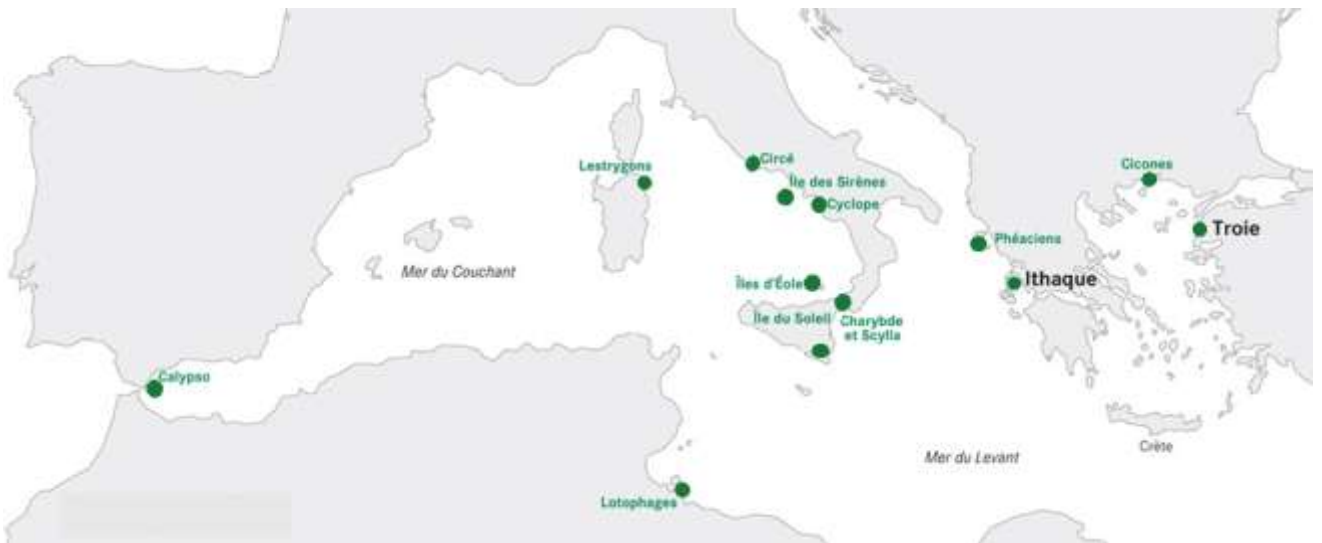 Cicones
Circé
Lestrygons
Île des Sirènes
Cyclope
Troie
Phéaciens
Mer du Couchant
Ithaque
Îles d'Éole
Île du Soleil
Charybde
et Scylla
Calypso
Crète
Mer du Levant
Lotophages